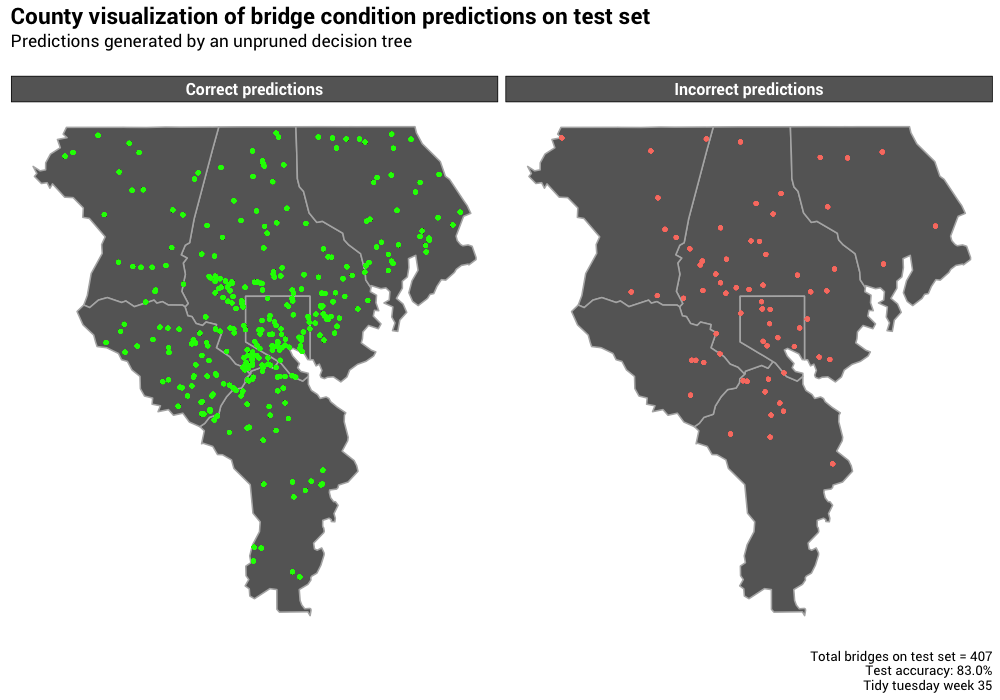 County visualization of bridge condition predictions on test set
Predictions generated by an unpruned decision tree
Correct predictions
Incorrect predictions
Total bridges on test set = 407
Test accuracy: 83.0%
Tidy tuesday week 35